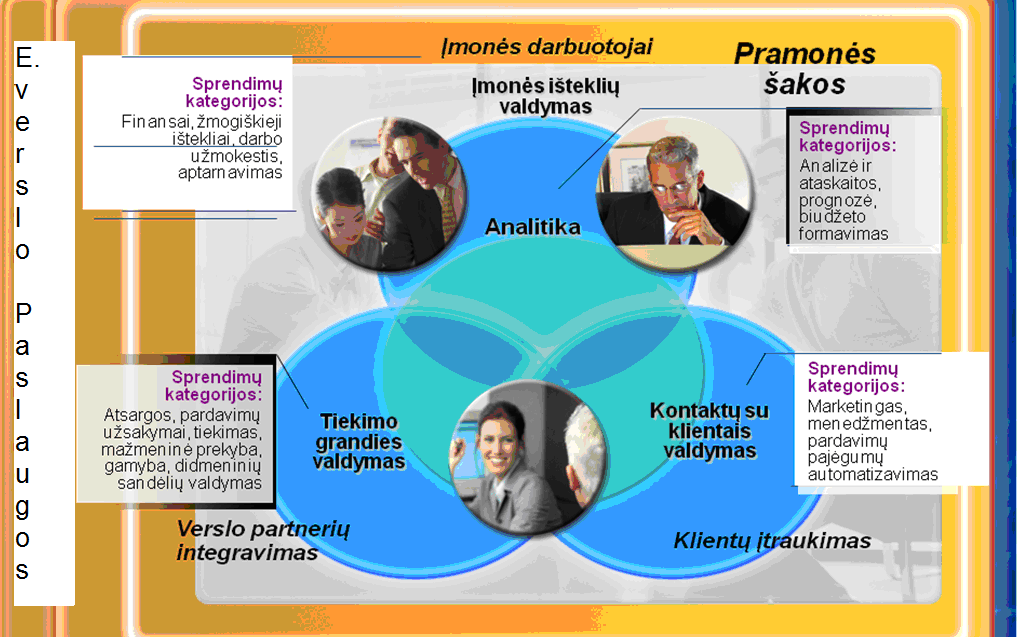 E. verslo Paslaugos
Įmonės darbuotojai
Pramonės
šakos
Įmonės išteklių
valdymas
Sprendimų
kategorijos:
Finansai, žmogiškieji
ištekliai, darbo
užmokestis,
aptarnavimas
Sprendimų
kategorijos:
Analizė ir
ataskaitos,
prognozė,
biudžeto
formavimas
Analitika
Sprendimų
kategorijos:
Atsargos, pardavimų
užsakymai, tiekimas,
mažmeninė prekyba,
gamyba, didmeninių
sandėlių valdymas
Tiekimo
grandies
valdymas
Kontaktų su
klientais
valdymas
Sprendimų
kategorijos:
Marketingas,
menedžmentas,
pardavimų
pajėgumų
automatizavimas
Verslo partnerių
integravimas
Klientų įtraukimas